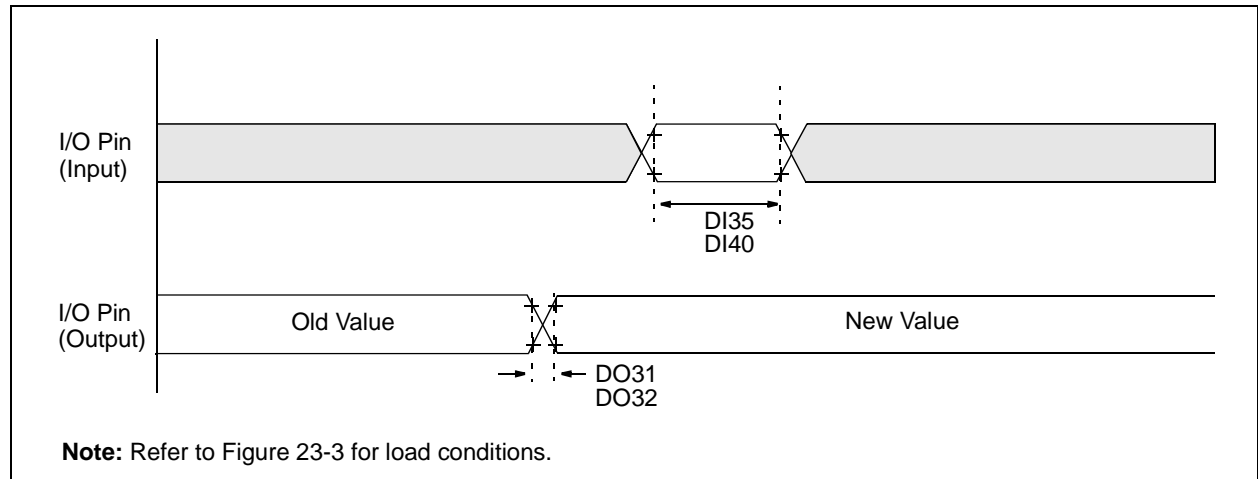 I/O Pin
(Input)
DI35
DI40
I/O Pin
(Output)
Old Value
New Value
DO31
DO32
Note: Refer to Figure 23-3 for load conditions.